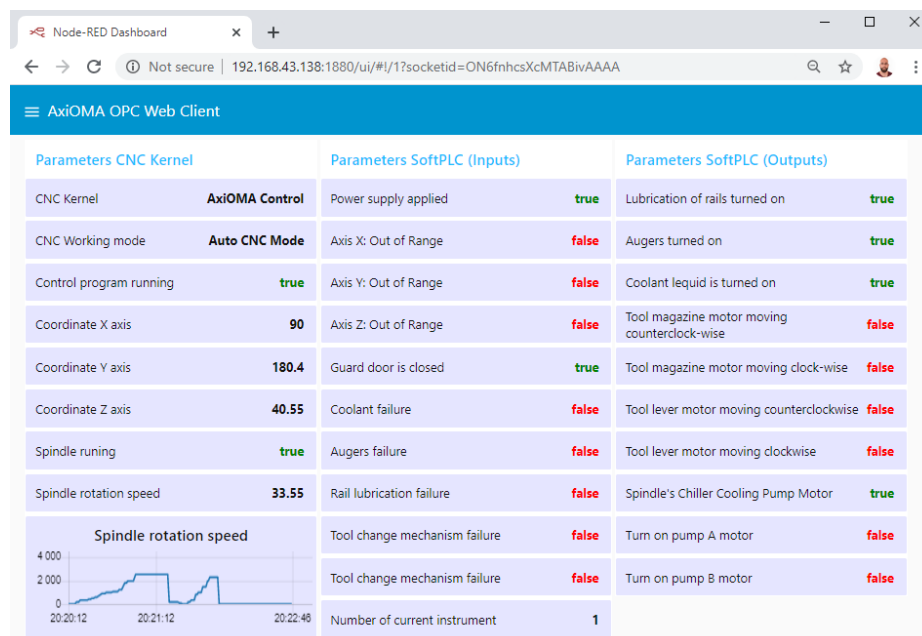 Node-RED Dashboard
Not secure | 192.168.43.138:1880/ui/#!/1?socketid=ON6fnhcsXcMTABivAAAA
AxiOMA OPC Web Client
Parameters CNC Kernel
CNC Kernel AxiOMA Control
CNC Working mode Auto CNC Mode
Control program running true
Coordinate X axis 90
Coordinate Y axis 180.4
Coordinate Z axis 40.55
Spindle runing true
Spindle rotation speed 33.55
Spindle rotation speed
4 000
2 000
0
20:20:12 20:21:12 20:22:46
Parameters SoftPLC (Inputs)
Power supply applied true
Axis X: Out of Range false
Axis Y: Out of Range false
Axis Z: Out of Range false
Guard door is closed true
Coolant failure false
Augers failure false
Rail lubrication failure false
Tool change mechanism failure false
Tool change mechanism failure false
Number of current instrument 1
Parameters SoftPLC (Outputs)
Lubrication of rails turned on true
Augers turned on true
Coolant lequid is turned on true
Tool magazine motor moving
counterclock-wise false
Tool magazine motor moving clock-wise false
Tool lever motor moving counterclockwise false
Tool lever motor moving clockwise false
Spindle's Chiller Cooling Pump Motor true
Turn on pump A motor false
Turn on pump B motor false